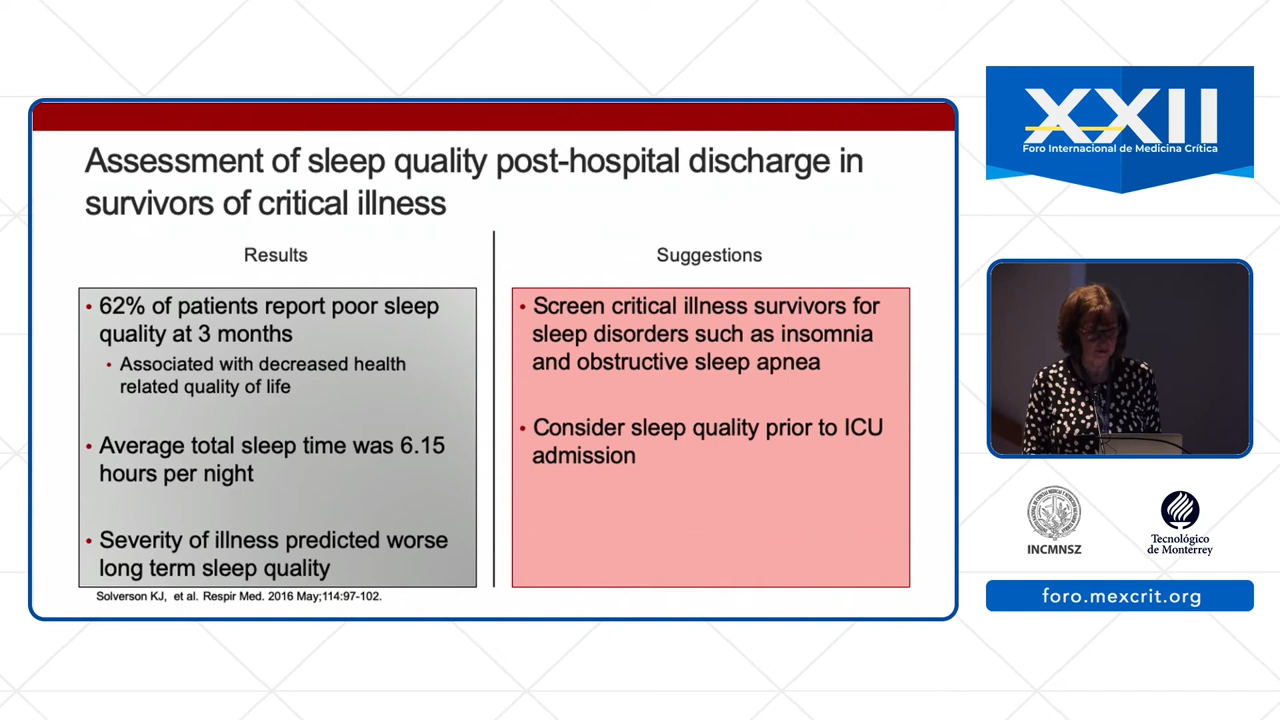 Assessment of sleep quality post-hospital discharge in
survivors of critical illness
Results
• 62% of patients report poor sleep
quality at 3 months
• Associated with decreased health
related quality of life
• Average total sleep time was 6.15
hours per night
• Severity of illness predicted worse
long term sleep quality
Solverson KJ, et al. Respir Med. 2016 May;114:97-102.
Suggestions
• Screen critical illness survivors for
sleep disorders such as insomnia
and obstructive sleep apnea
• Consider sleep quality prior to ICU
admission
XXII
Foro Internacional de Medicina Crítica
INCMNSZ
Tecnológico
de Monterrey
foro.mexcrit.org